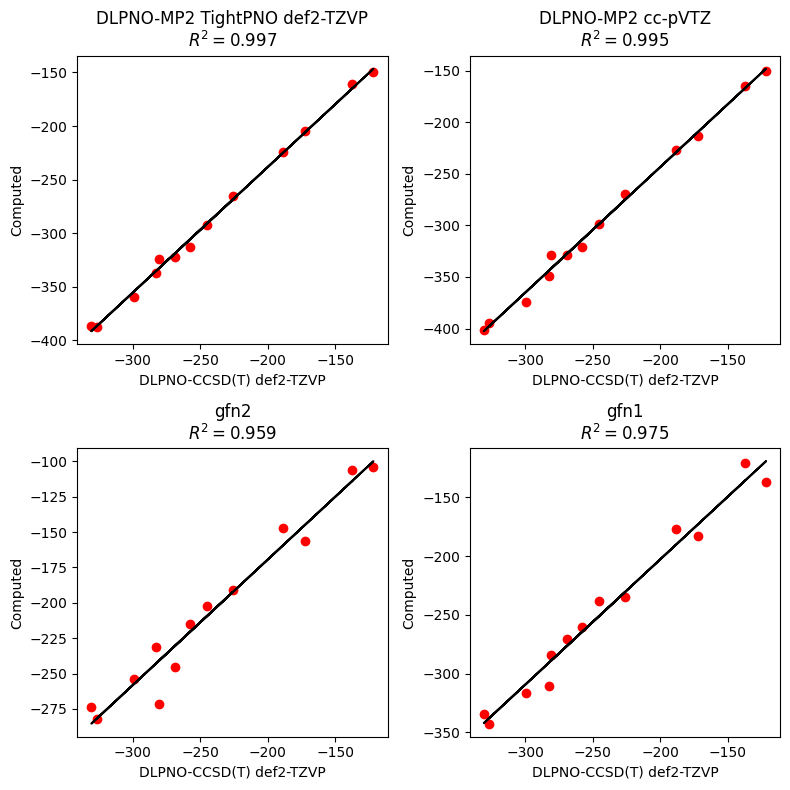 DLPNO-MP2 TightPNO def2-TZVP
R² = 0.997
Computed
−150
−200
−250
−300
−350
−400
−300 −250 −200 −150
DLPNO-CCSD(T) def2-TZVP
DLPNO-MP2 cc-pVTZ
R² = 0.995
Computed
−150
−200
−250
−300
−350
−400
−300 −250 −200 −150
DLPNO-CCSD(T) def2-TZVP
gfn2
R² = 0.959
Computed
−100
−125
−150
−175
−200
−225
−250
−275
−300 −250 −200 −150
DLPNO-CCSD(T) def2-TZVP
gfn1
R² = 0.975
Computed
−150
−200
−250
−300
−350
−300 −250 −200 −150
DLPNO-CCSD(T) def2-TZVP